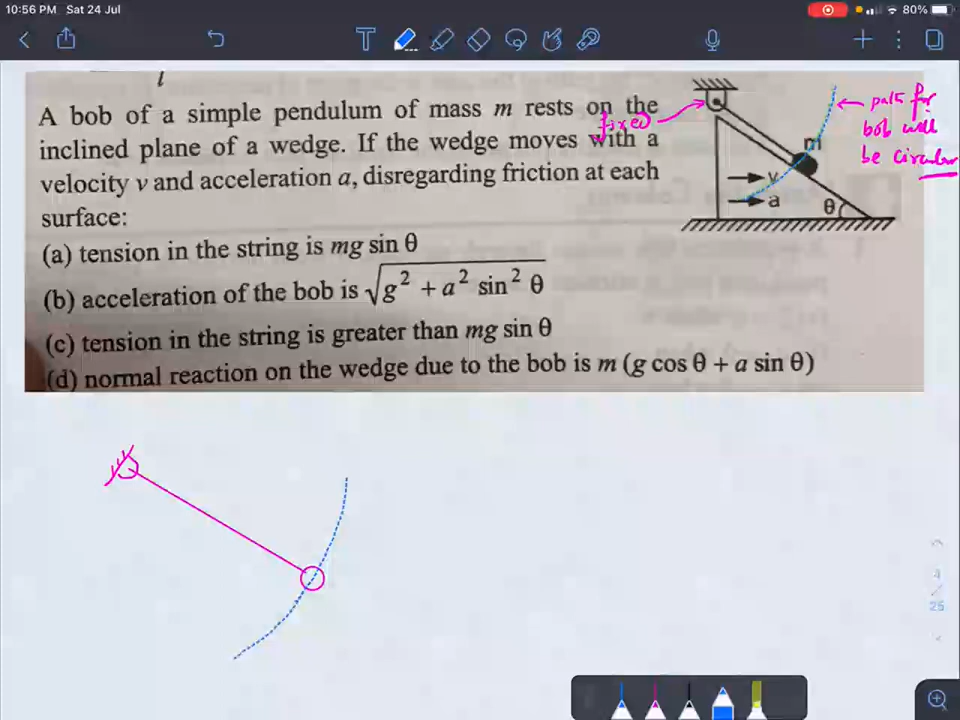 10:56 PM Sat 24 Jul
80%
l
A bob of a simple pendulum of mass m rests on the
inclined plane of a wedge. If the wedge moves with a
velocity v and acceleration a, disregarding friction at each
surface:
(a) tension in the string is mg sin θ
(b) acceleration of the bob is √g² + a² sin² θ
(c) tension in the string is greater than mg sin θ
(d) normal reaction on the wedge due to the bob is m (g cos θ + a sin θ)
fixed
m
v
a
θ
path for
bob will
be circular
4
25